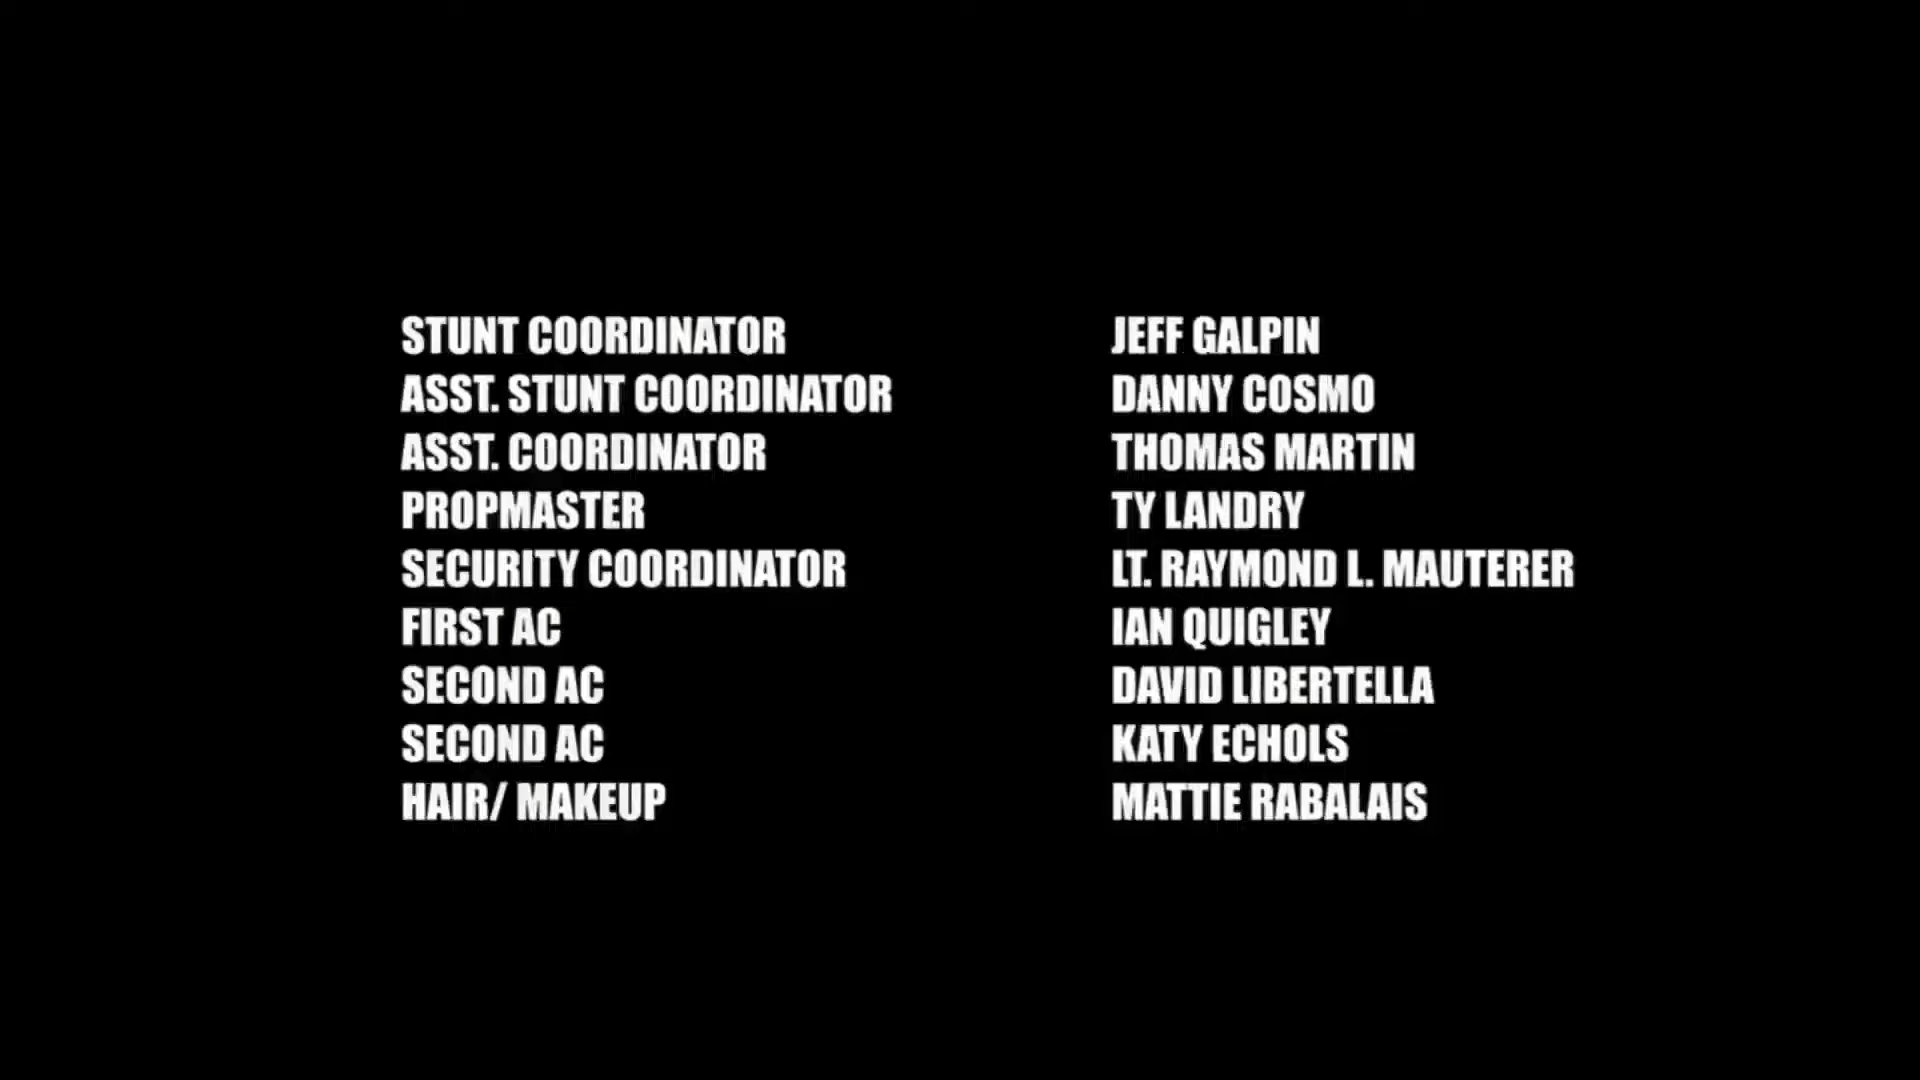 STUNT COORDINATOR JEFF GALPIN
ASST. STUNT COORDINATOR DANNY COSMO
ASST. COORDINATOR THOMAS MARTIN
PROPMASTER TY LANDRY
SECURITY COORDINATOR LT. RAYMOND L. MAUTERER
FIRST AC IAN QUIGLEY
SECOND AC DAVID LIBERTELLA
SECOND AC KATY ECHOLS
HAIR/ MAKEUP MATTIE RABALAIS